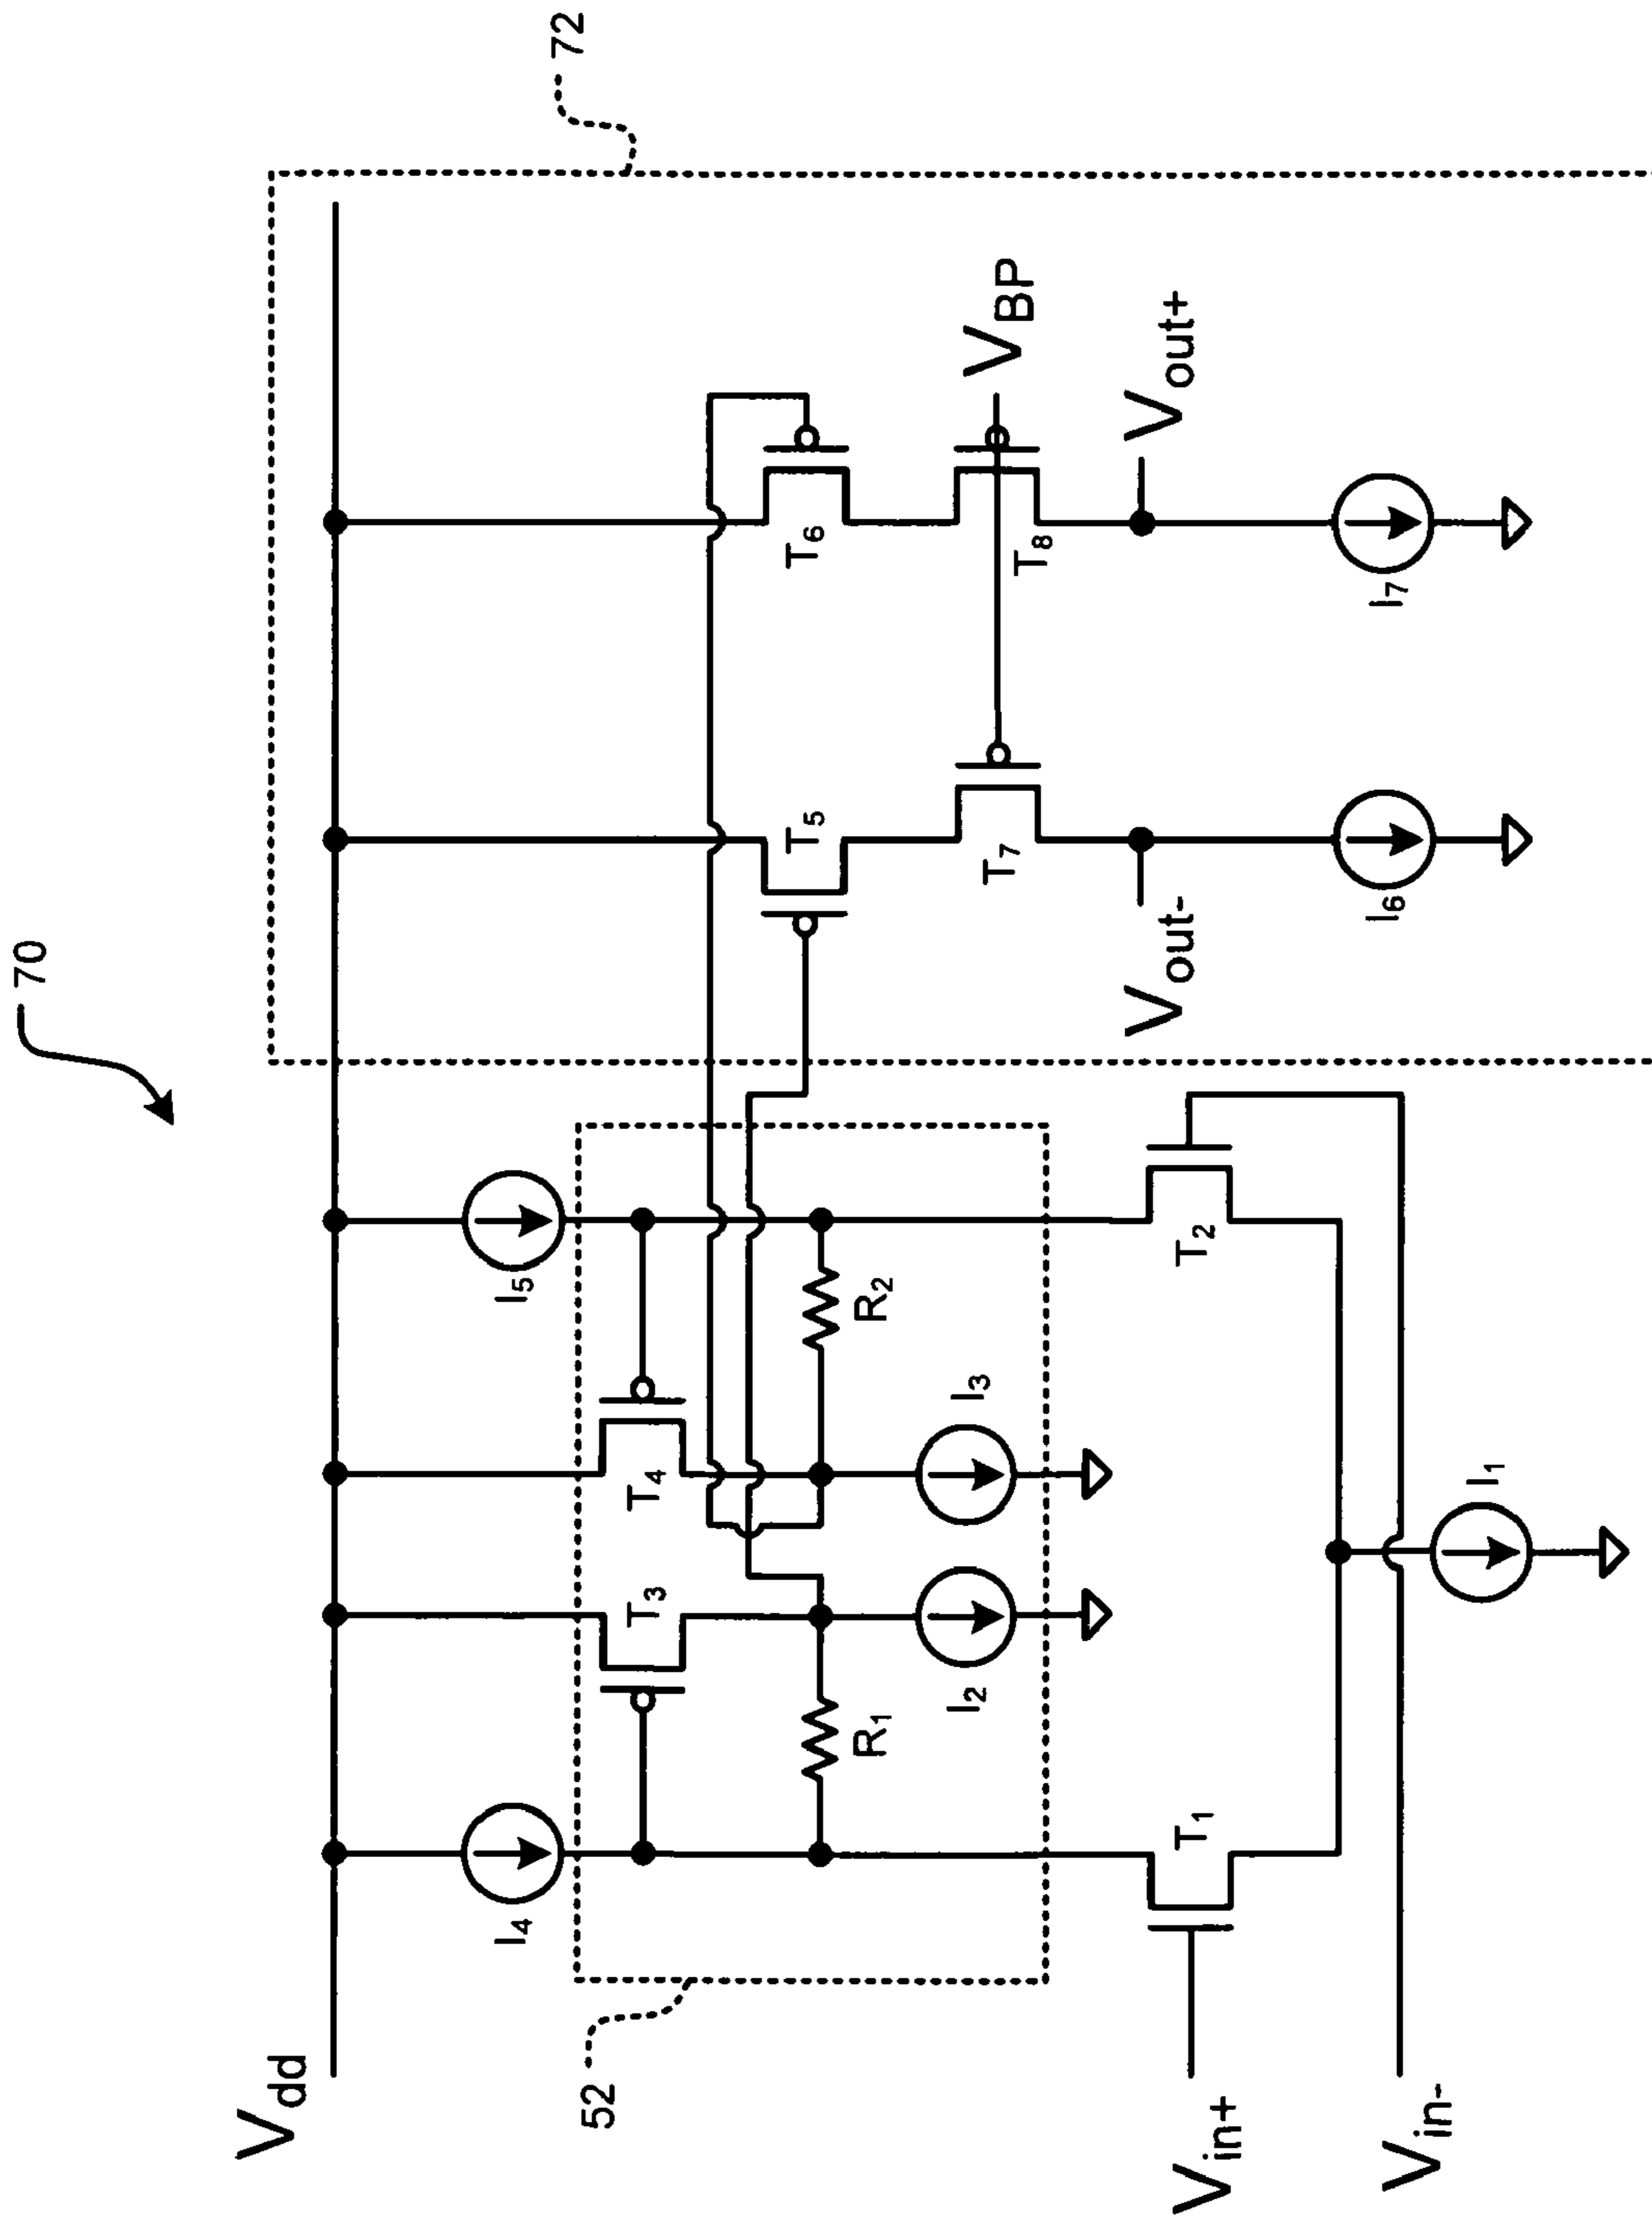 70
72
V_dd
I_4
I_5
52
T_3
T_4
T_5
T_6
R_1
R_2
I_2
I_3
T_7
T_8
V_BP
V_out-
V_out+
T_1
T_2
V_in+
V_in-
I_1
I_6
I_7